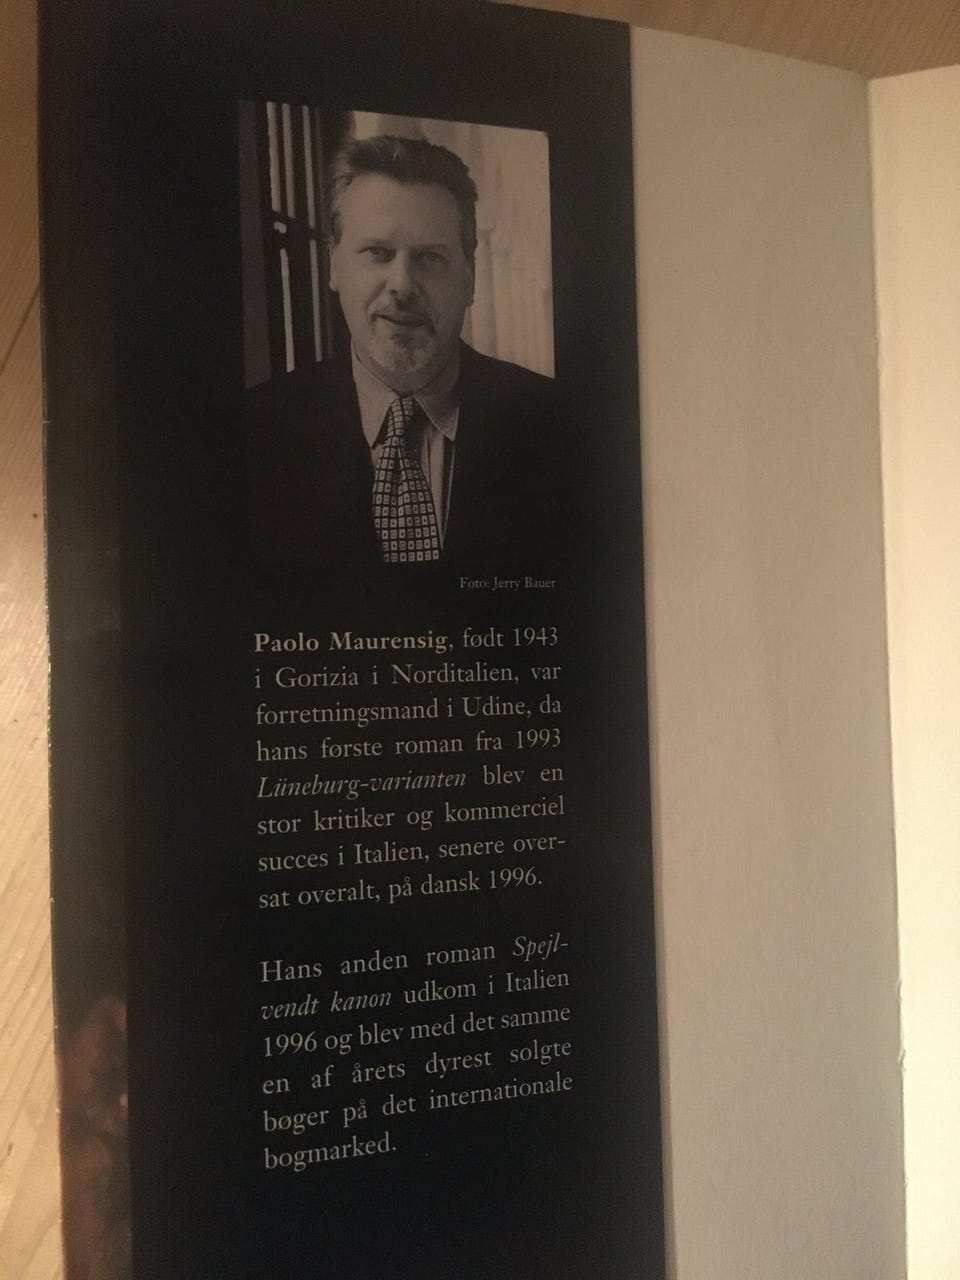 Foto: Jerry Bauer
Paolo Maurensig, født 1943
i Gorizia i Norditalien, var
forretningsmand i Udine, da
hans første roman fra 1993
Lüneburg-varianten blev en
stor kritiker og kommerciel
succes i Italien, senere over-
sat overalt, på dansk 1996.
Hans anden roman Spejl-
vendt kanon udkom i Italien
1996 og blev med det samme
en af årets dyrest solgte
bøger på det internationale
bogmarked.